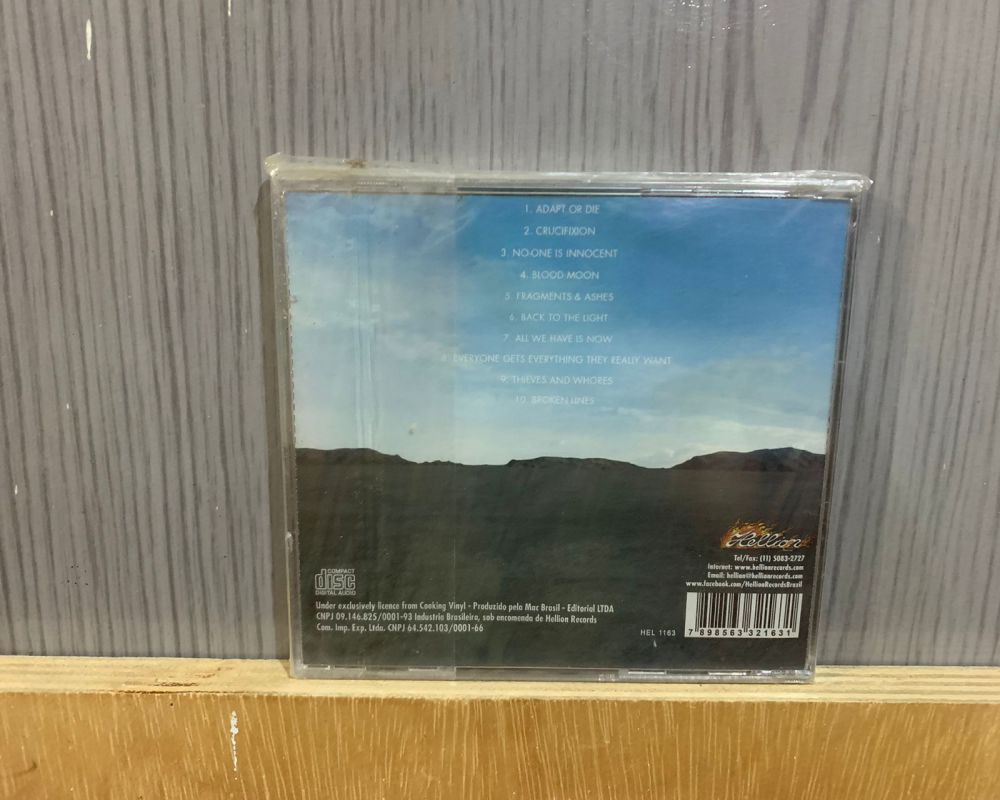 1. ADAPT OR DIE
2. CRUCIFIXION
3. NO-ONE IS INNOCENT
4. BLOOD MOON
5. FRAGMENTS & ASHES
6. BACK TO THE LIGHT
7. ALL WE HAVE IS NOW
8. EVERYONE GETS EVERYTHING THEY REALLY WANT
9. THIEVES AND WHORES
10. BROKEN LINES
Hellion
Tel/Fax: (11) 5083-2727
Internet: www.hellionrecords.com
Email: hellion@hellionrecords.com
www.facebook.com/HellionRecordsBrazil
COMPACT
disc
DIGITAL AUDIO
Under exclusively licence from Cooking Vinyl - Produzido pela Mac Brasil - Editorial LTDA
CNPJ 09.146.825/0001-93 Industria Brasileira, sob encomenda de Hellion Records
Com. Imp. Exp. Ltda. CNPJ 64.542.103/0001-66
HEL 1163
7 898563 321631